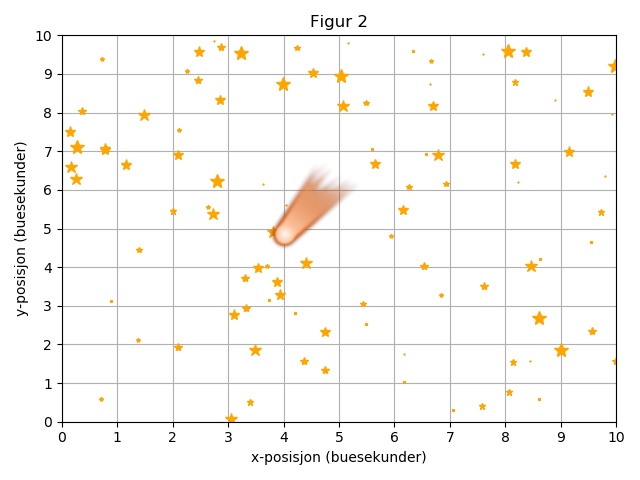 Figur 2
y-posisjon (buesekunder)
10
9
8
7
6
5
4
3
2
1
0
0 1 2 3 4 5 6 7 8 9 10
x-posisjon (buesekunder)